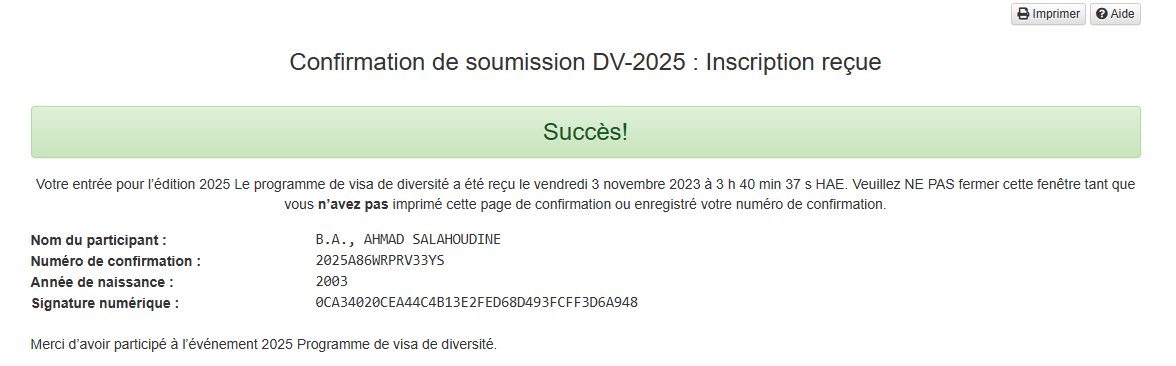 Imprimer Aide
Confirmation de soumission DV-2025 : Inscription reçue
Succès!
Votre entrée pour l'édition 2025 Le programme de visa de diversité a été reçu le vendredi 3 novembre 2023 à 3 h 40 min 37 s HAE. Veuillez NE PAS fermer cette fenêtre tant que
vous n'avez pas imprimé cette page de confirmation ou enregistré votre numéro de confirmation.
Nom du participant : B.A., AHMAD SALAHOUDINE
Numéro de confirmation : 2025A86WRPRV33YS
Année de naissance : 2003
Signature numérique : 0CA34020CEA44C4B13E2FED68D493FCFF3D6A948
Merci d'avoir participé à l'événement 2025 Programme de visa de diversité.